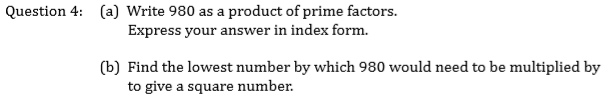 Question 4: (a) Write 980 as a product of prime factors.
Express your answer in index form.
(b) Find the lowest number by which 980 would need to be multiplied by
to give a square number.